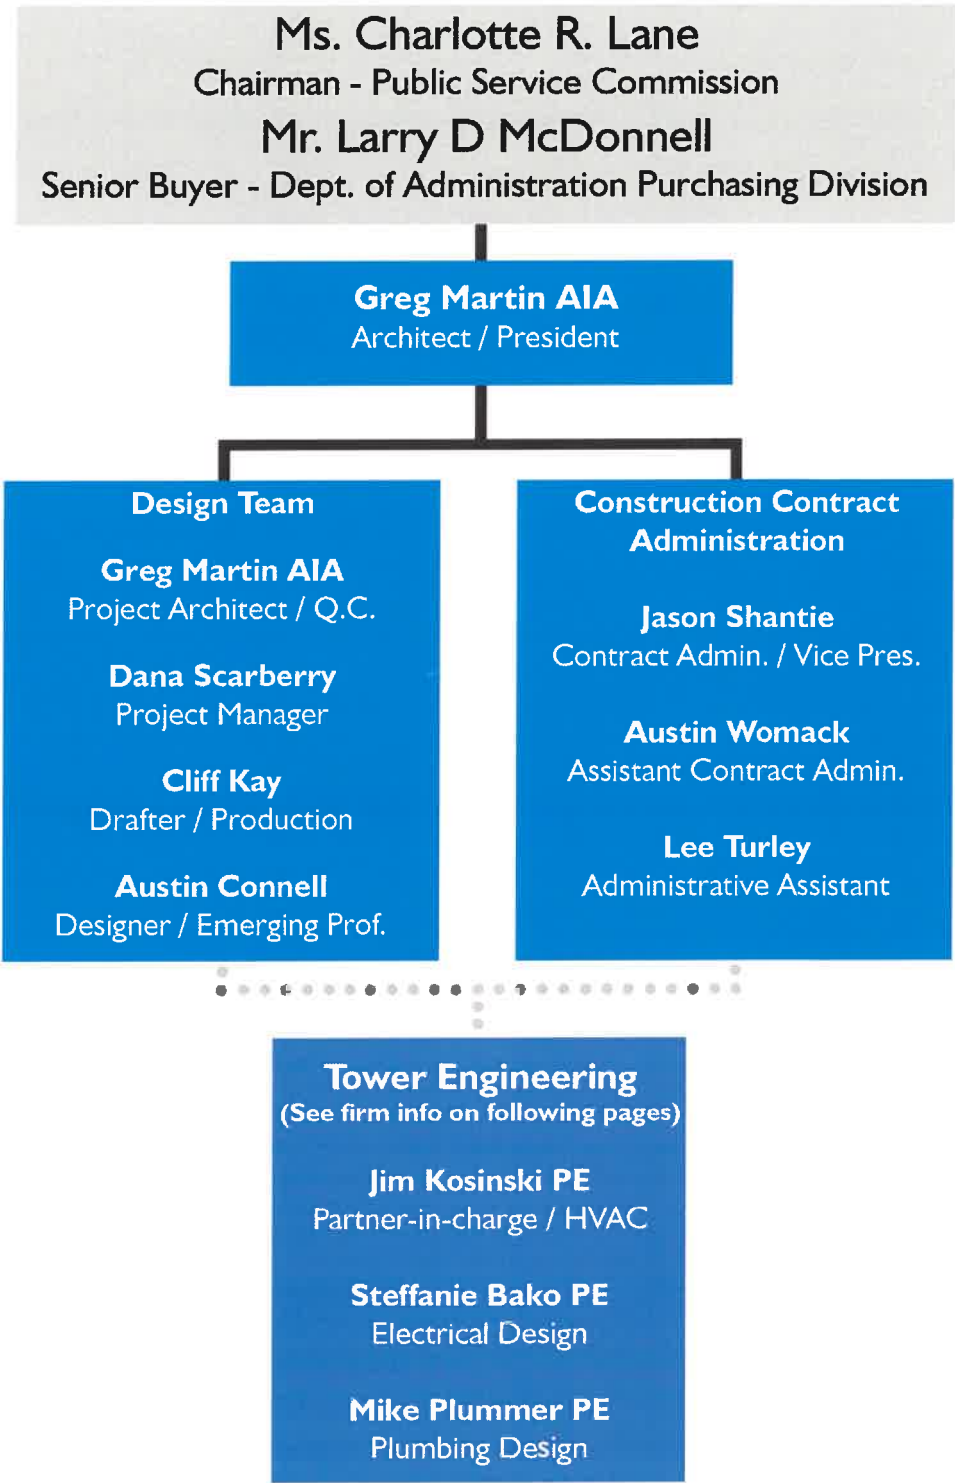 Ms. Charlotte R. Lane
Chairman - Public Service Commission
Mr. Larry D McDonnell
Senior Buyer - Dept. of Administration Purchasing Division
Greg Martin AIA
Architect / President
Design Team
Greg Martin AIA
Project Architect / Q.C.
Dana Scarberry
Project Manager
Cliff Kay
Drafter / Production
Austin Connell
Designer / Emerging Prof.
Construction Contract
Administration
Jason Shantie
Contract Admin. / Vice Pres.
Austin Womack
Assistant Contract Admin.
Lee Turley
Administrative Assistant
Tower Engineering
(See firm info on following pages)
Jim Kosinski PE
Partner-in-charge / HVAC
Steffanie Bako PE
Electrical Design
Mike Plummer PE
Plumbing Design